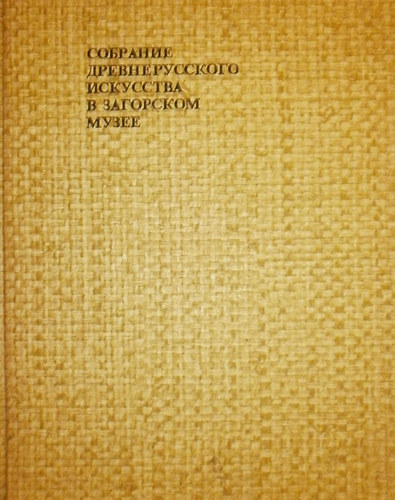 СОБРАНИЕ
ДРЕВНЕРУССКОГО
ИСКУССТВА
В ЗАГОРСКОМ
МУЗЕЕ